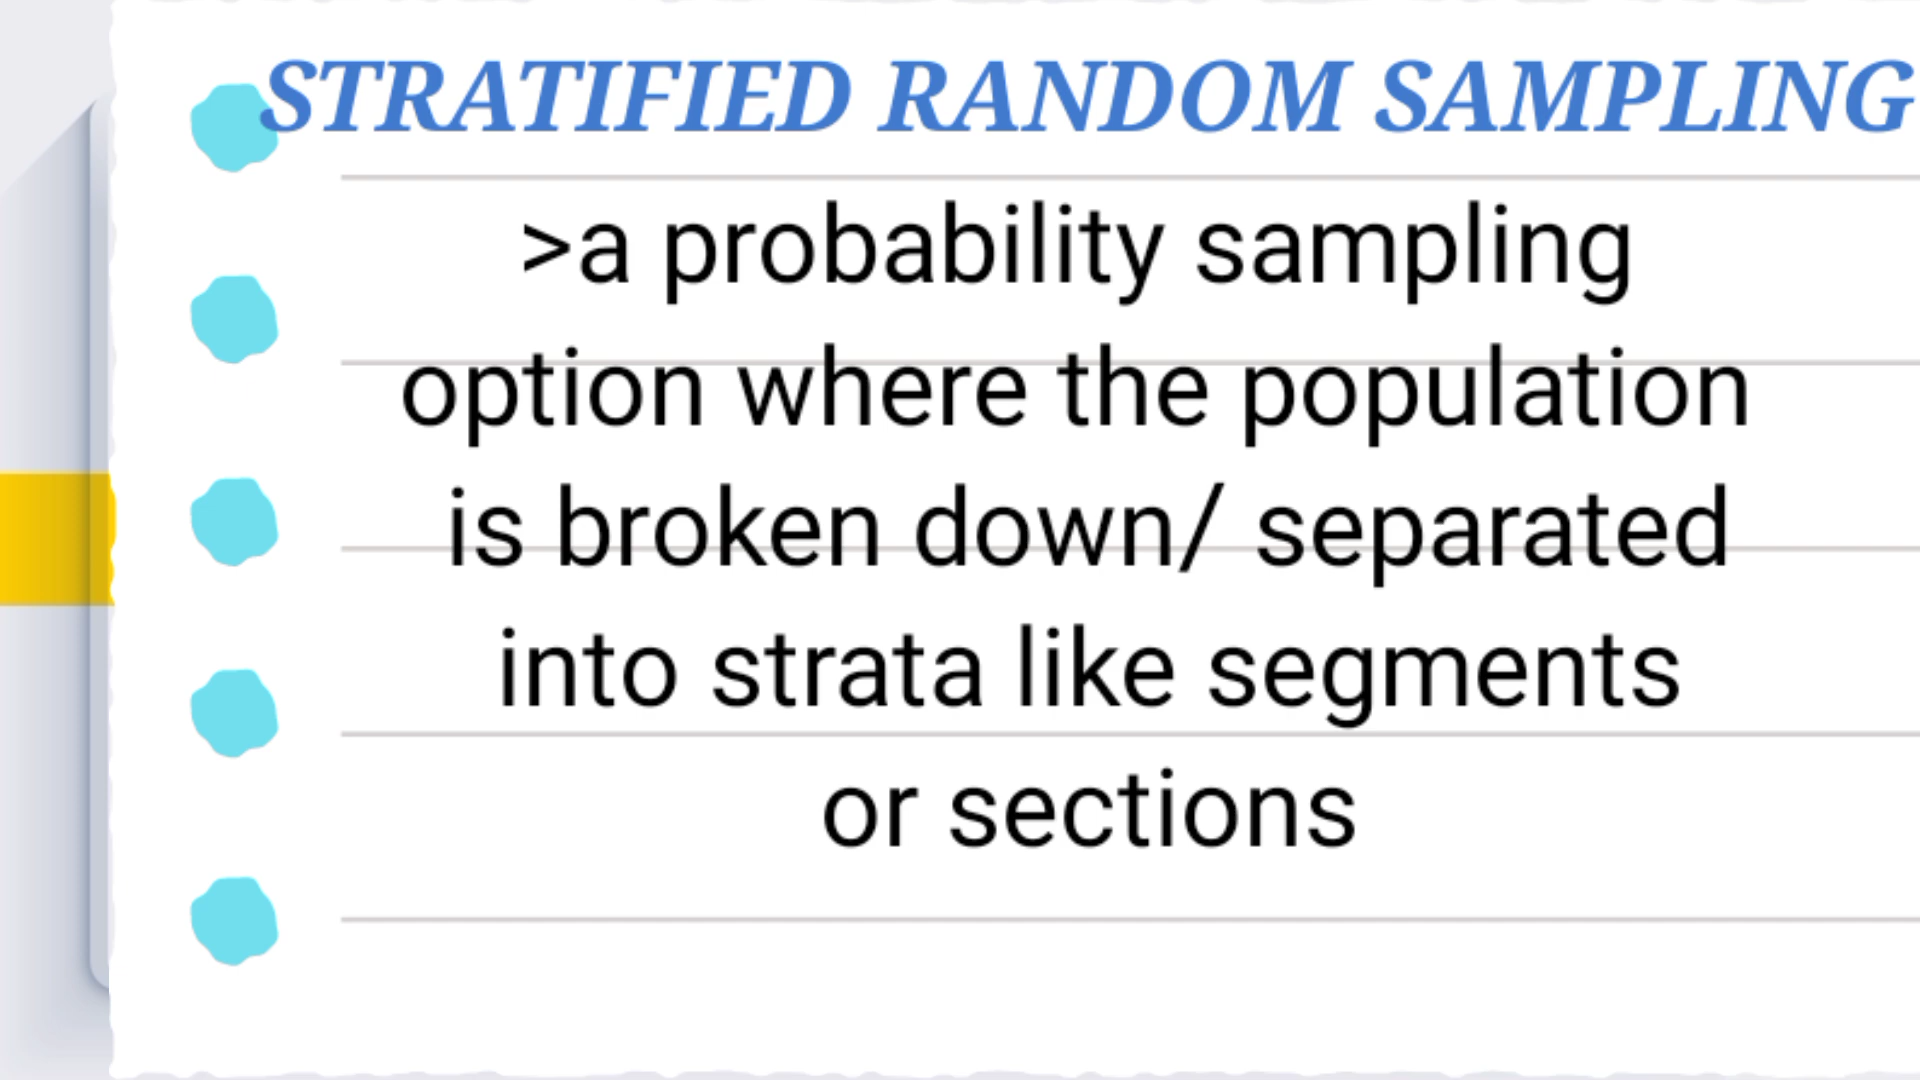 STRATIFIED RANDOM SAMPLING
>a probability sampling
option where the population
is broken down/ separated
into strata like segments
or sections